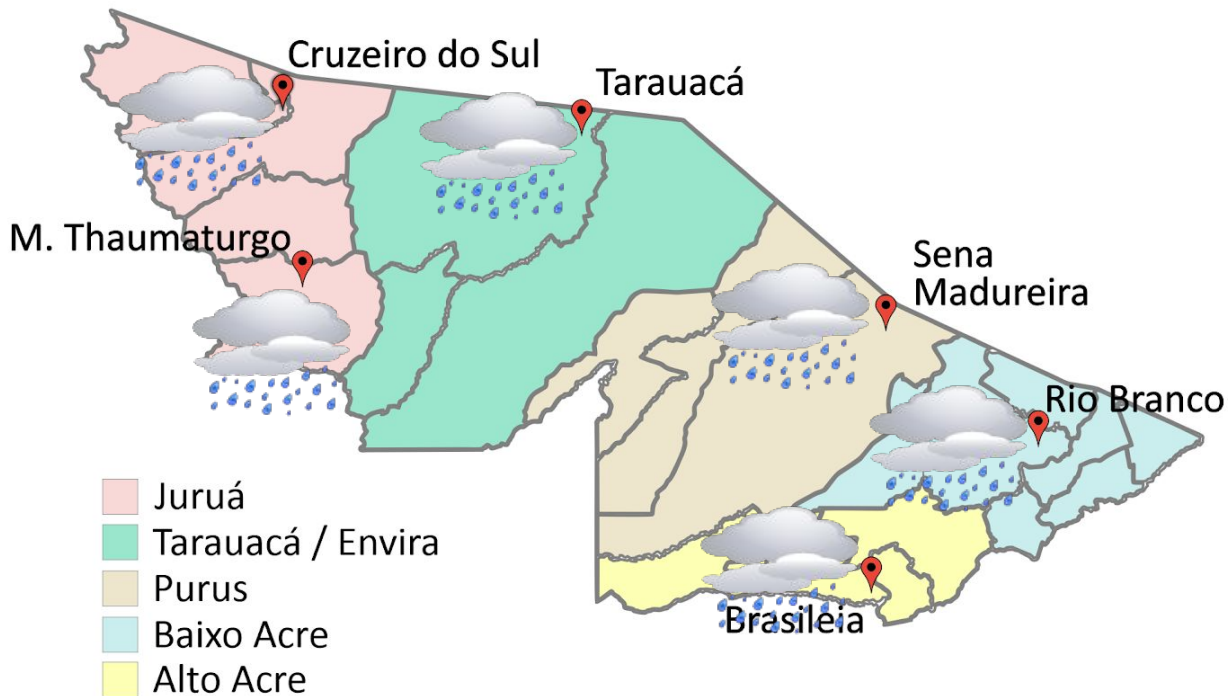 Cruzeiro do Sul
Tarauacá
M. Thaumaturgo
Sena
Madureira
Rio Branco
Brasileia
Juruá
Tarauacá / Envira
Purus
Baixo Acre
Alto Acre